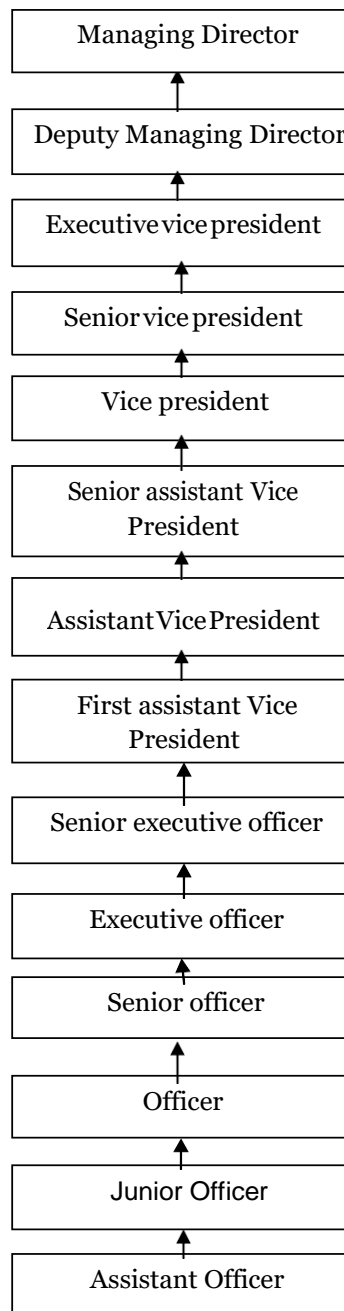 Managing Director
Deputy Managing Director
Executive vice president
Senior vice president
Vice president
Senior assistant Vice
President
Assistant Vice President
First assistant Vice
President
Senior executive officer
Executive officer
Senior officer
Officer
Junior Officer
Assistant Officer